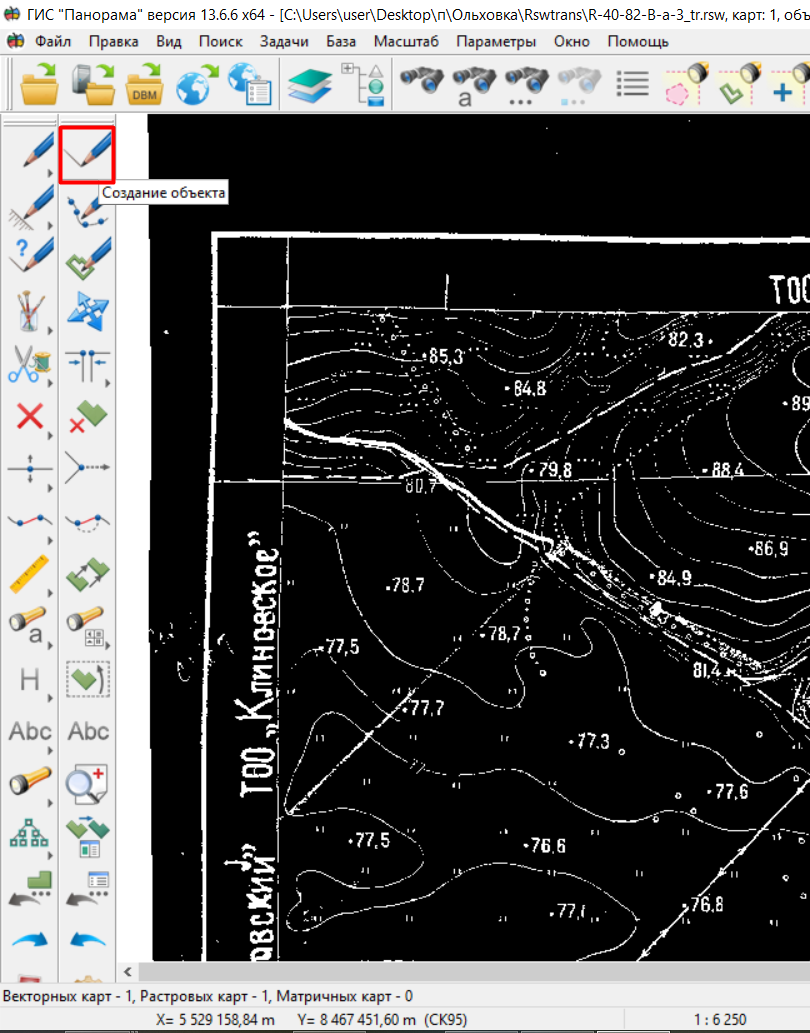 ГИС "Панорама" версия 13.6.6 x64 - [C:\Users\user\Desktop\п\Ольховка\Rswtrans\R-40-82-В-а-3_tr.rsw, карт: 1, объ
Файл Правка Вид Поиск Задачи База Масштаб Параметры Окно Помощь
DBM
a
Создание объекта
?
ТОО
82,3
85,3
84,8
89
79,8
88,4
80,7
86,9
84,9
78,7
78,7
77,5
81,4
77,7
77,3
77,6
77,5
76,6
76,8
ТОО „Клиновское”
авский”
a
H
Abc Abc
Векторных карт - 1, Растровых карт - 1, Матричных карт - 0
X= 5 529 158,84 m Y= 8 467 451,60 m (СК95) 1 : 6 250